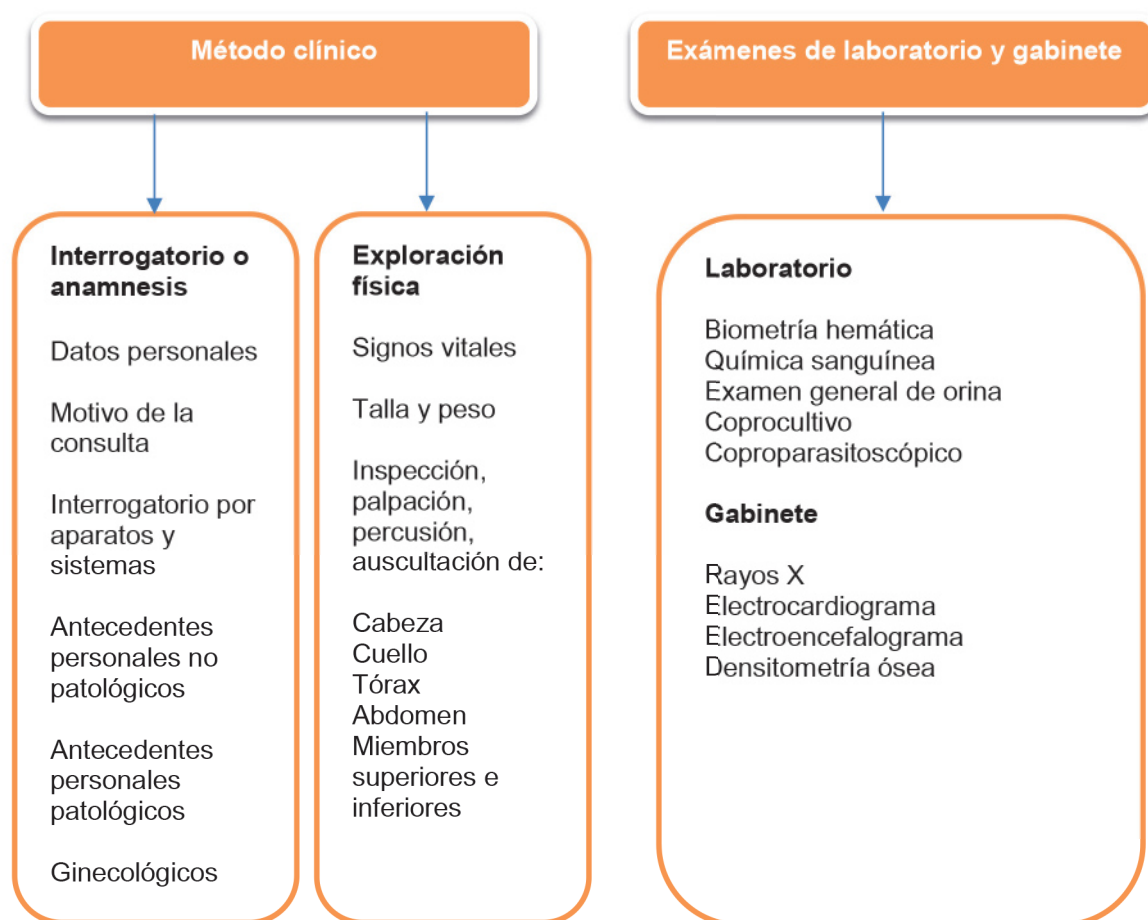 Método clínico
Exámenes de laboratorio y gabinete
Interrogatorio o
anamnesis
Datos personales
Motivo de la
consulta
Interrogatorio por
aparatos y
sistemas
Antecedentes
personales no
patológicos
Antecedentes
personales
patológicos
Ginecológicos
Exploración
física
Signos vitales
Talla y peso
Inspección,
palpación,
percusión,
auscultación de:
Cabeza
Cuello
Tórax
Abdomen
Miembros
superiores e
inferiores
Laboratorio
Biometría hemática
Química sanguínea
Examen general de orina
Coprocultivo
Coproparasitoscópico
Gabinete
Rayos X
Electrocardiograma
Electroencefalograma
Densitometría ósea